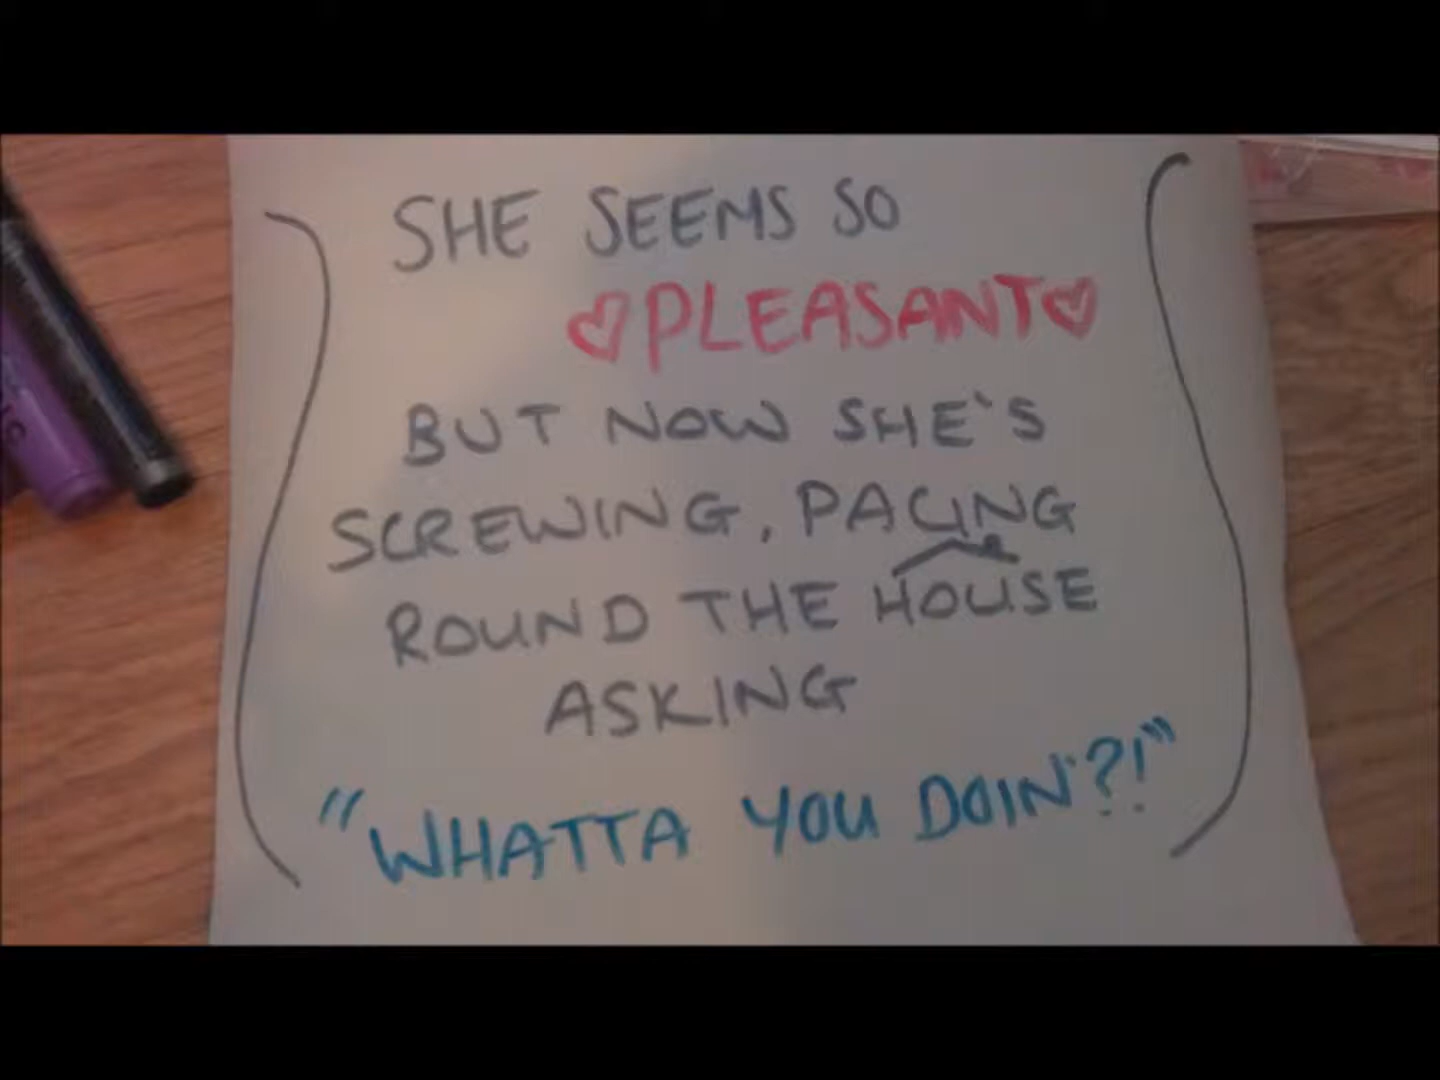 SHE SEEMS SO
♡PLEASANT♡
BUT NOW SHE'S
SCREWING, PACING
ROUND THE HOUSE
ASKING
"WHATTA YOU DOIN'?!"